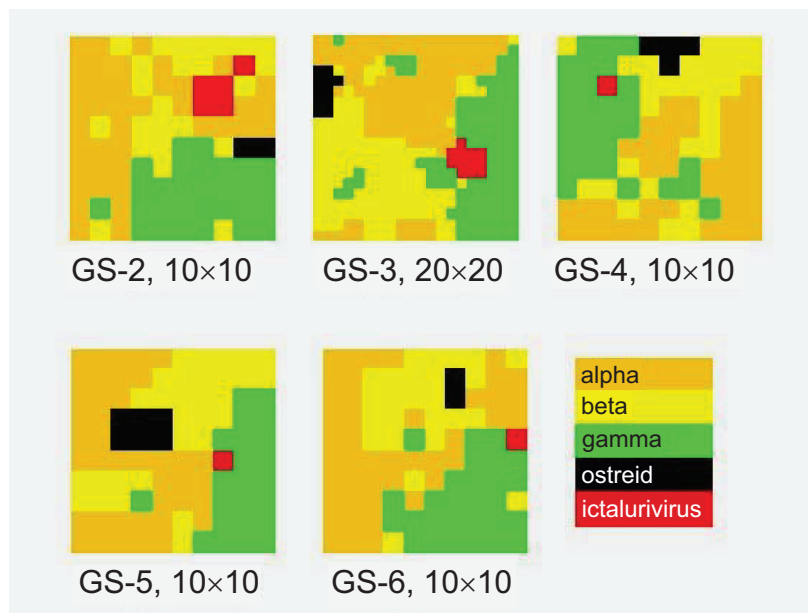 GS-2, 10×10
GS-3, 20×20
GS-4, 10×10
GS-5, 10×10
GS-6, 10×10
alpha
beta
gamma
ostreid
ictalurivirus